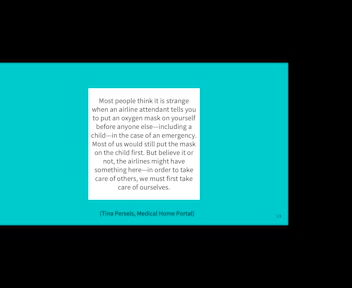 Most people think it is strange
when an airline attendant tells you
to put an oxygen mask on yourself
before anyone else—including a
child—in the case of an emergency.
Most of us would still put the mask
on the child first. But believe it or
not, the airlines might have
something here—in order to take
care of others, we must first take
care of ourselves.
(Tina Persels, Medical Home Portal)